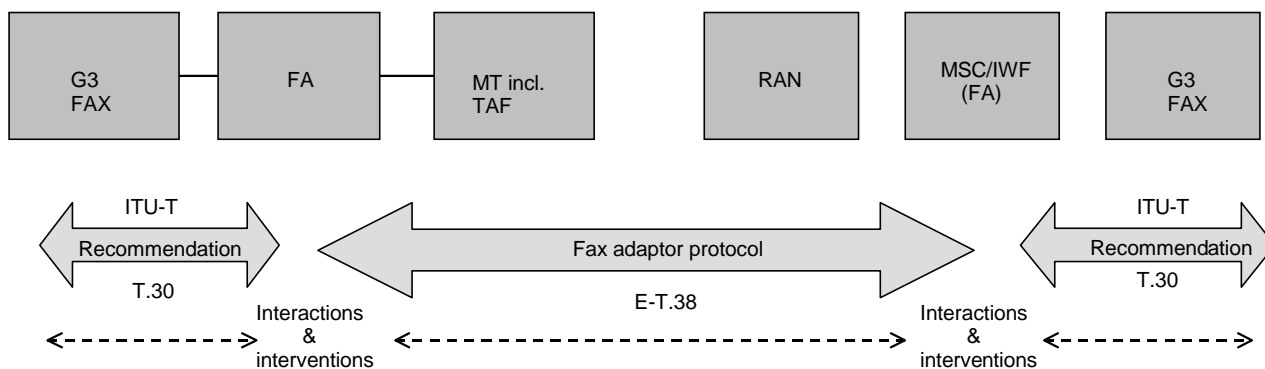 G3
FAX
FA
MT incl.
TAF
RAN
MSC/IWF
(FA)
G3
FAX
ITU-T
Recommendation
T.30
Fax adaptor protocol
E-T.38
ITU-T
Recommendation
T.30
Interactions
&
interventions
Interactions
&
interventions